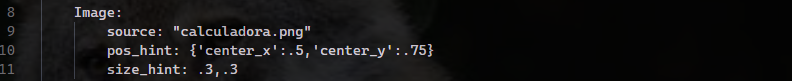 8 Image:
9 source: "calculadora.png"
10 pos_hint: {'center_x':.5,'center_y':.75}
11 size_hint: .3,.3